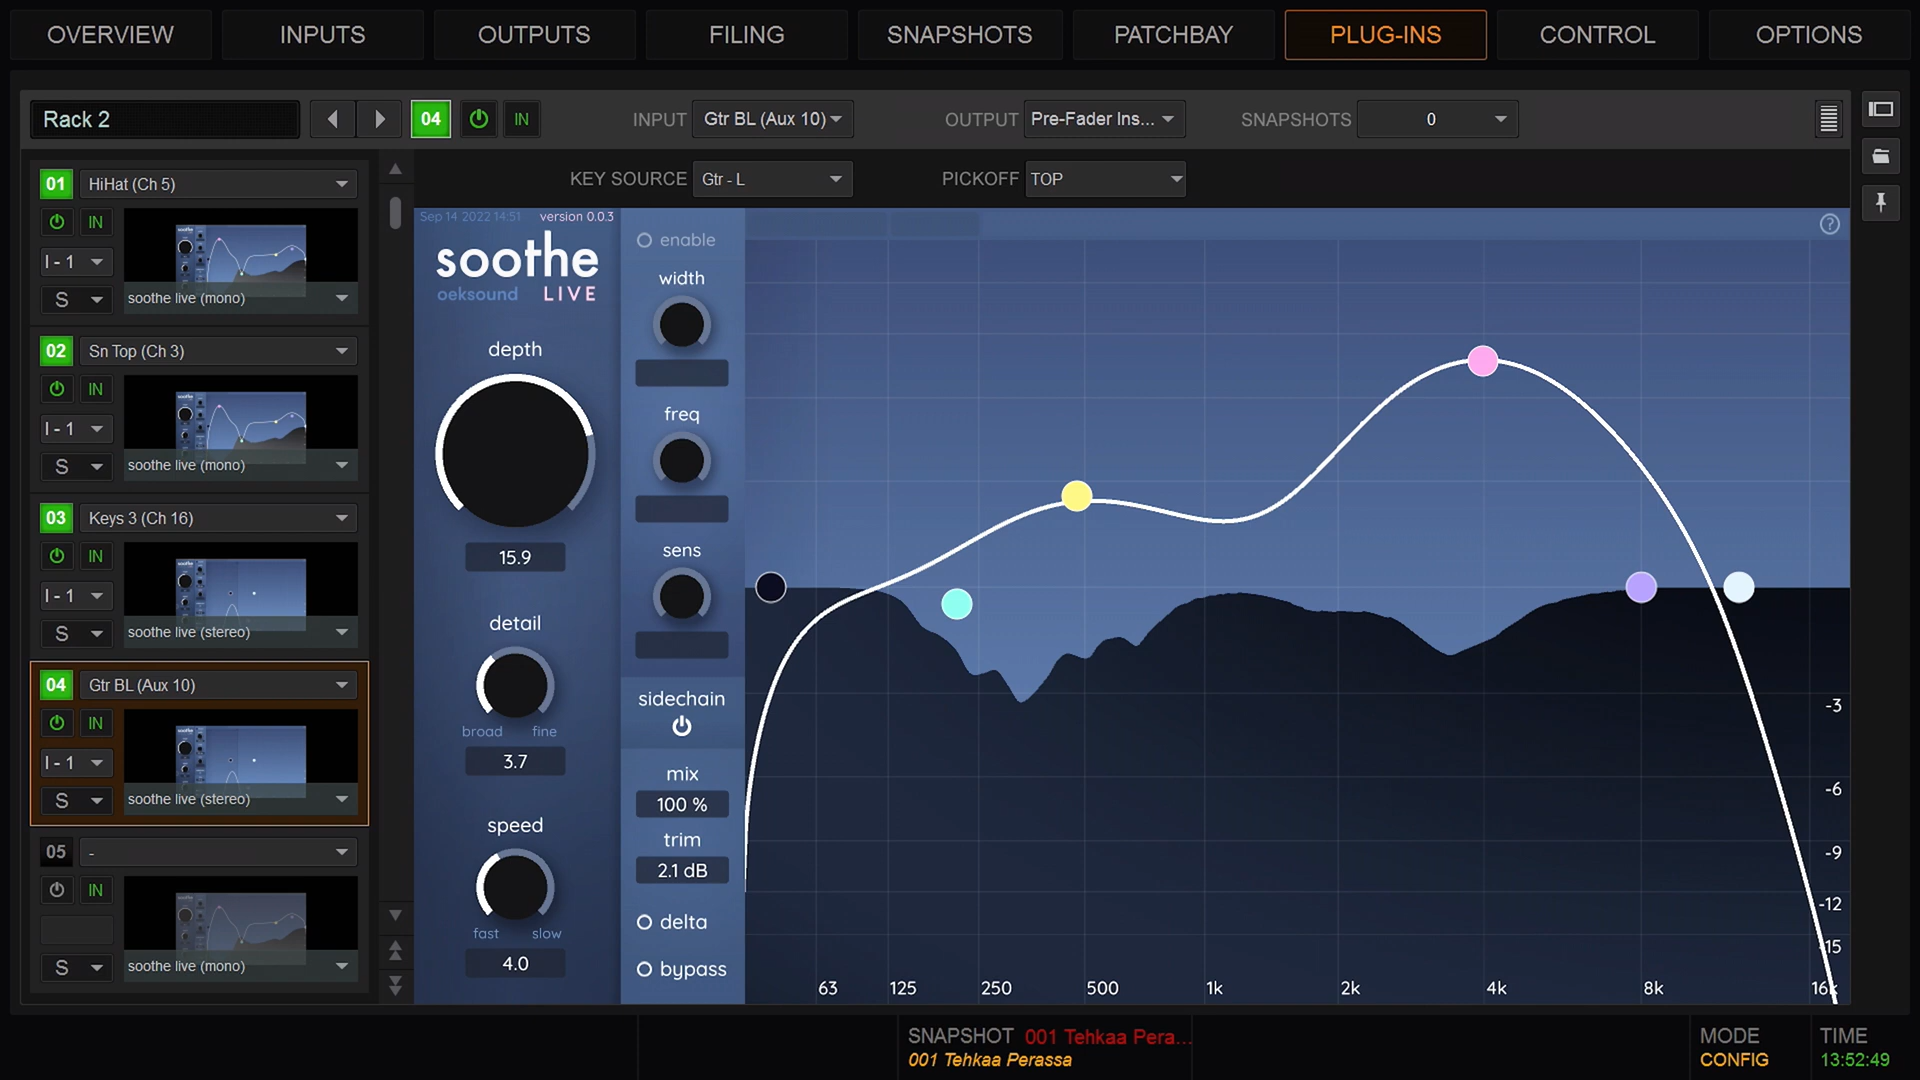 OVERVIEW INPUTS OUTPUTS FILING SNAPSHOTS PATCHBAY PLUG-INS CONTROL OPTIONS
Rack 2 04 IN INPUT Gtr BL (Aux 10) OUTPUT Pre-Fader Ins... SNAPSHOTS 0
KEY SOURCE Gtr - L PICKOFF TOP
01 HiHat (Ch 5)
IN
I - 1
S soothe live (mono)
02 Sn Top (Ch 3)
IN
I - 1
S soothe live (mono)
03 Keys 3 (Ch 16)
IN
I - 1
S soothe live (stereo)
04 Gtr BL (Aux 10)
IN
I - 1
S soothe live (stereo)
05 -
IN
S soothe live (mono)
Sep 14 2022 14:51 version 0.0.3
soothe
oeksound LIVE
depth
15.9
detail
broad fine
3.7
speed
fast slow
4.0
enable
width
freq
sens
sidechain
mix
100 %
trim
2.1 dB
delta
bypass
?
-3
-6
-9
-12
-15
63 125 250 500 1k 2k 4k 8k 16k
SNAPSHOT 001 Tehkaa Pera...
001 Tehkaa Perassa
MODE
CONFIG
TIME
13:52:49